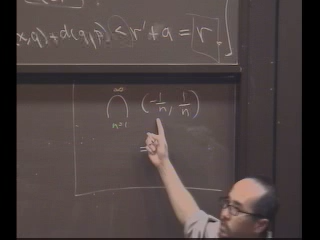 x,q)+d(q,p) < r'+a = r ]
∞
⋂ (-1/n, 1/n)
n=1
=